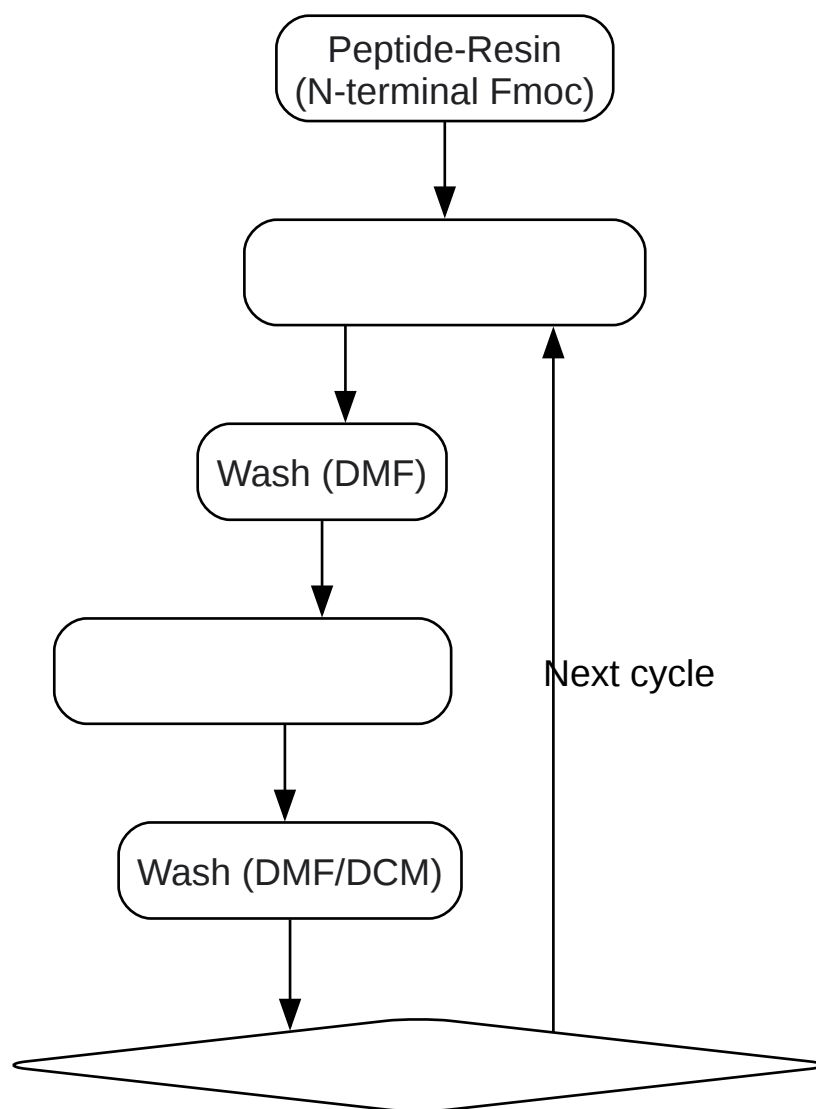 Peptide-Resin
(N-terminal Fmoc)
Wash (DMF)
Next cycle
Wash (DMF/DCM)